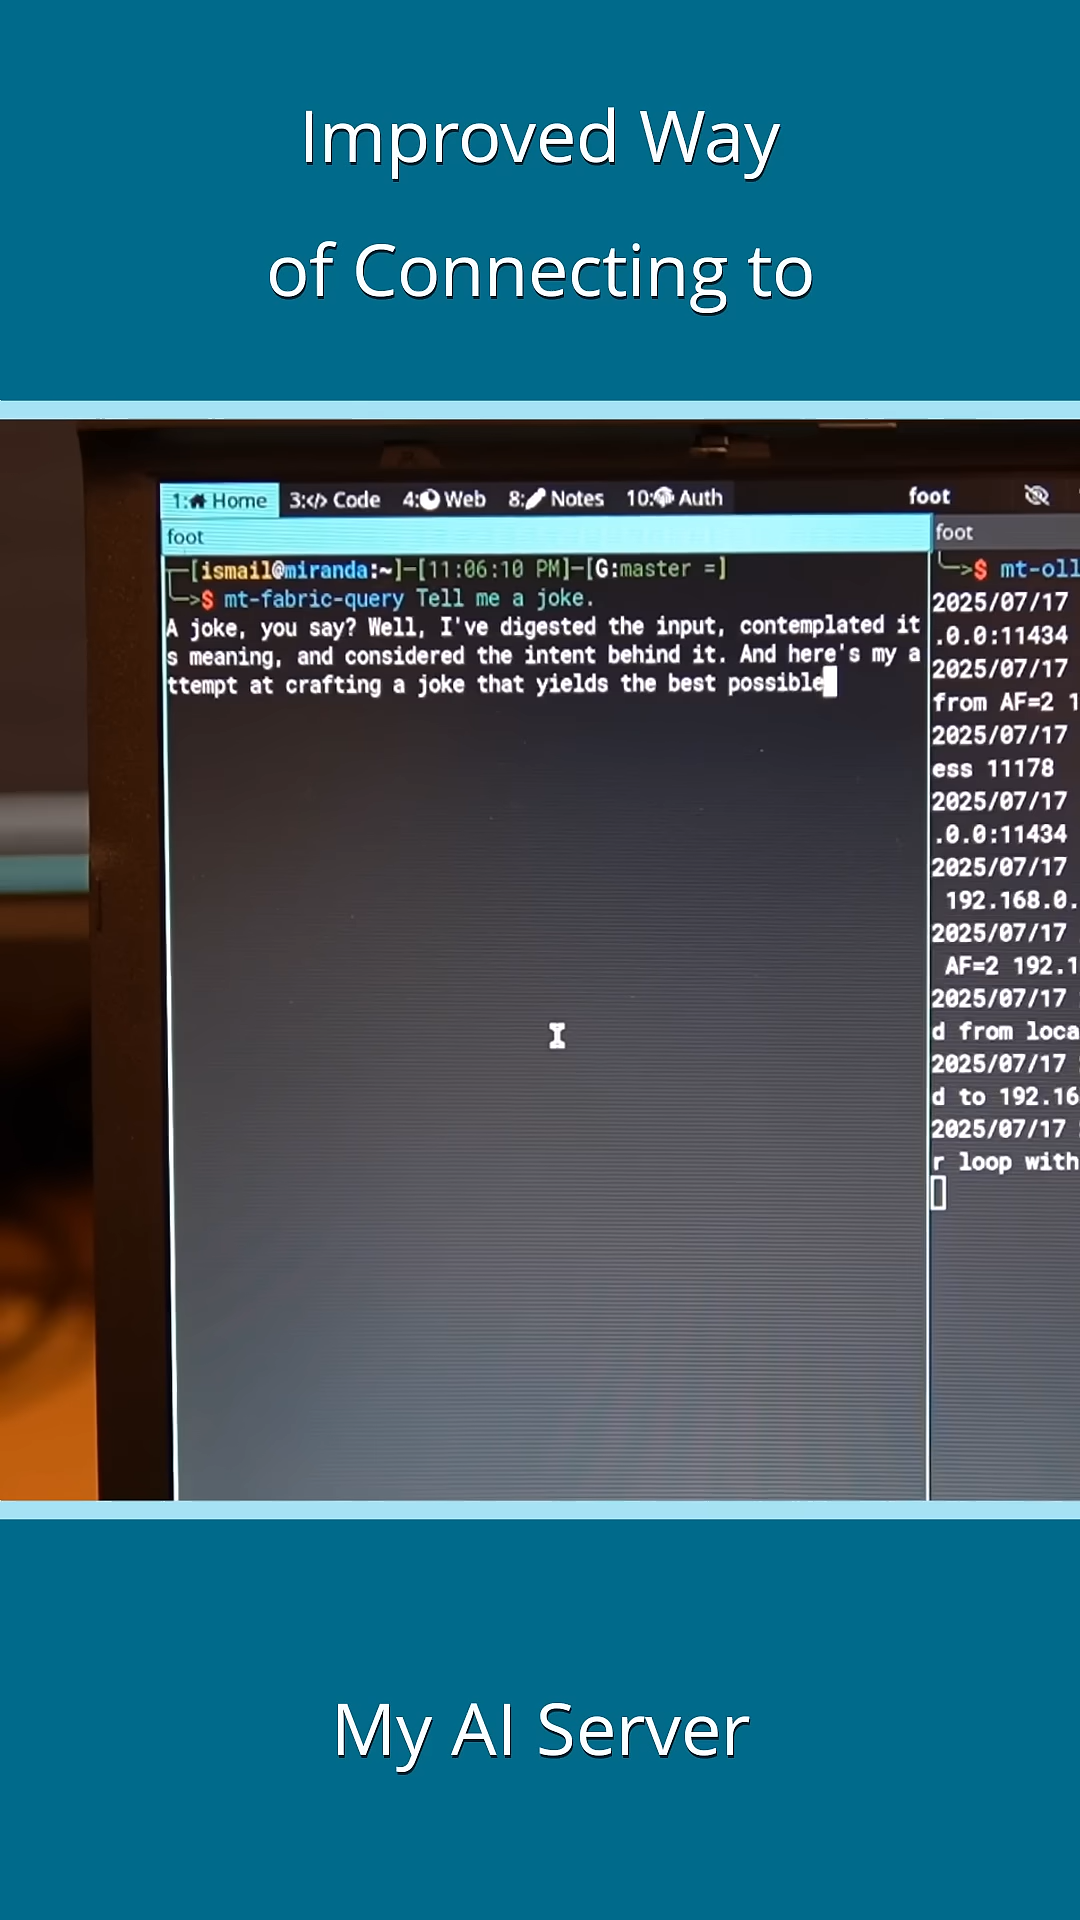 Improved Way
of Connecting to
1: Home 3:</> Code 4: Web 8: Notes 10: Auth foot
foot
┌─[ismail@miranda:~]-[11:06:10 PM]-[G:master =]
└─>$ mt-fabric-query Tell me a joke.
A joke, you say? Well, I've digested the input, contemplated it
s meaning, and considered the intent behind it. And here's my a
ttempt at crafting a joke that yields the best possible
foot
└─>$ mt-oll
2025/07/17
.0.0:11434
2025/07/17
from AF=2 1
2025/07/17
ess 11178
2025/07/17
.0.0:11434
2025/07/17
192.168.0.
2025/07/17
AF=2 192.1
2025/07/17
d from loca
2025/07/17
d to 192.16
2025/07/17
r loop with
My AI Server